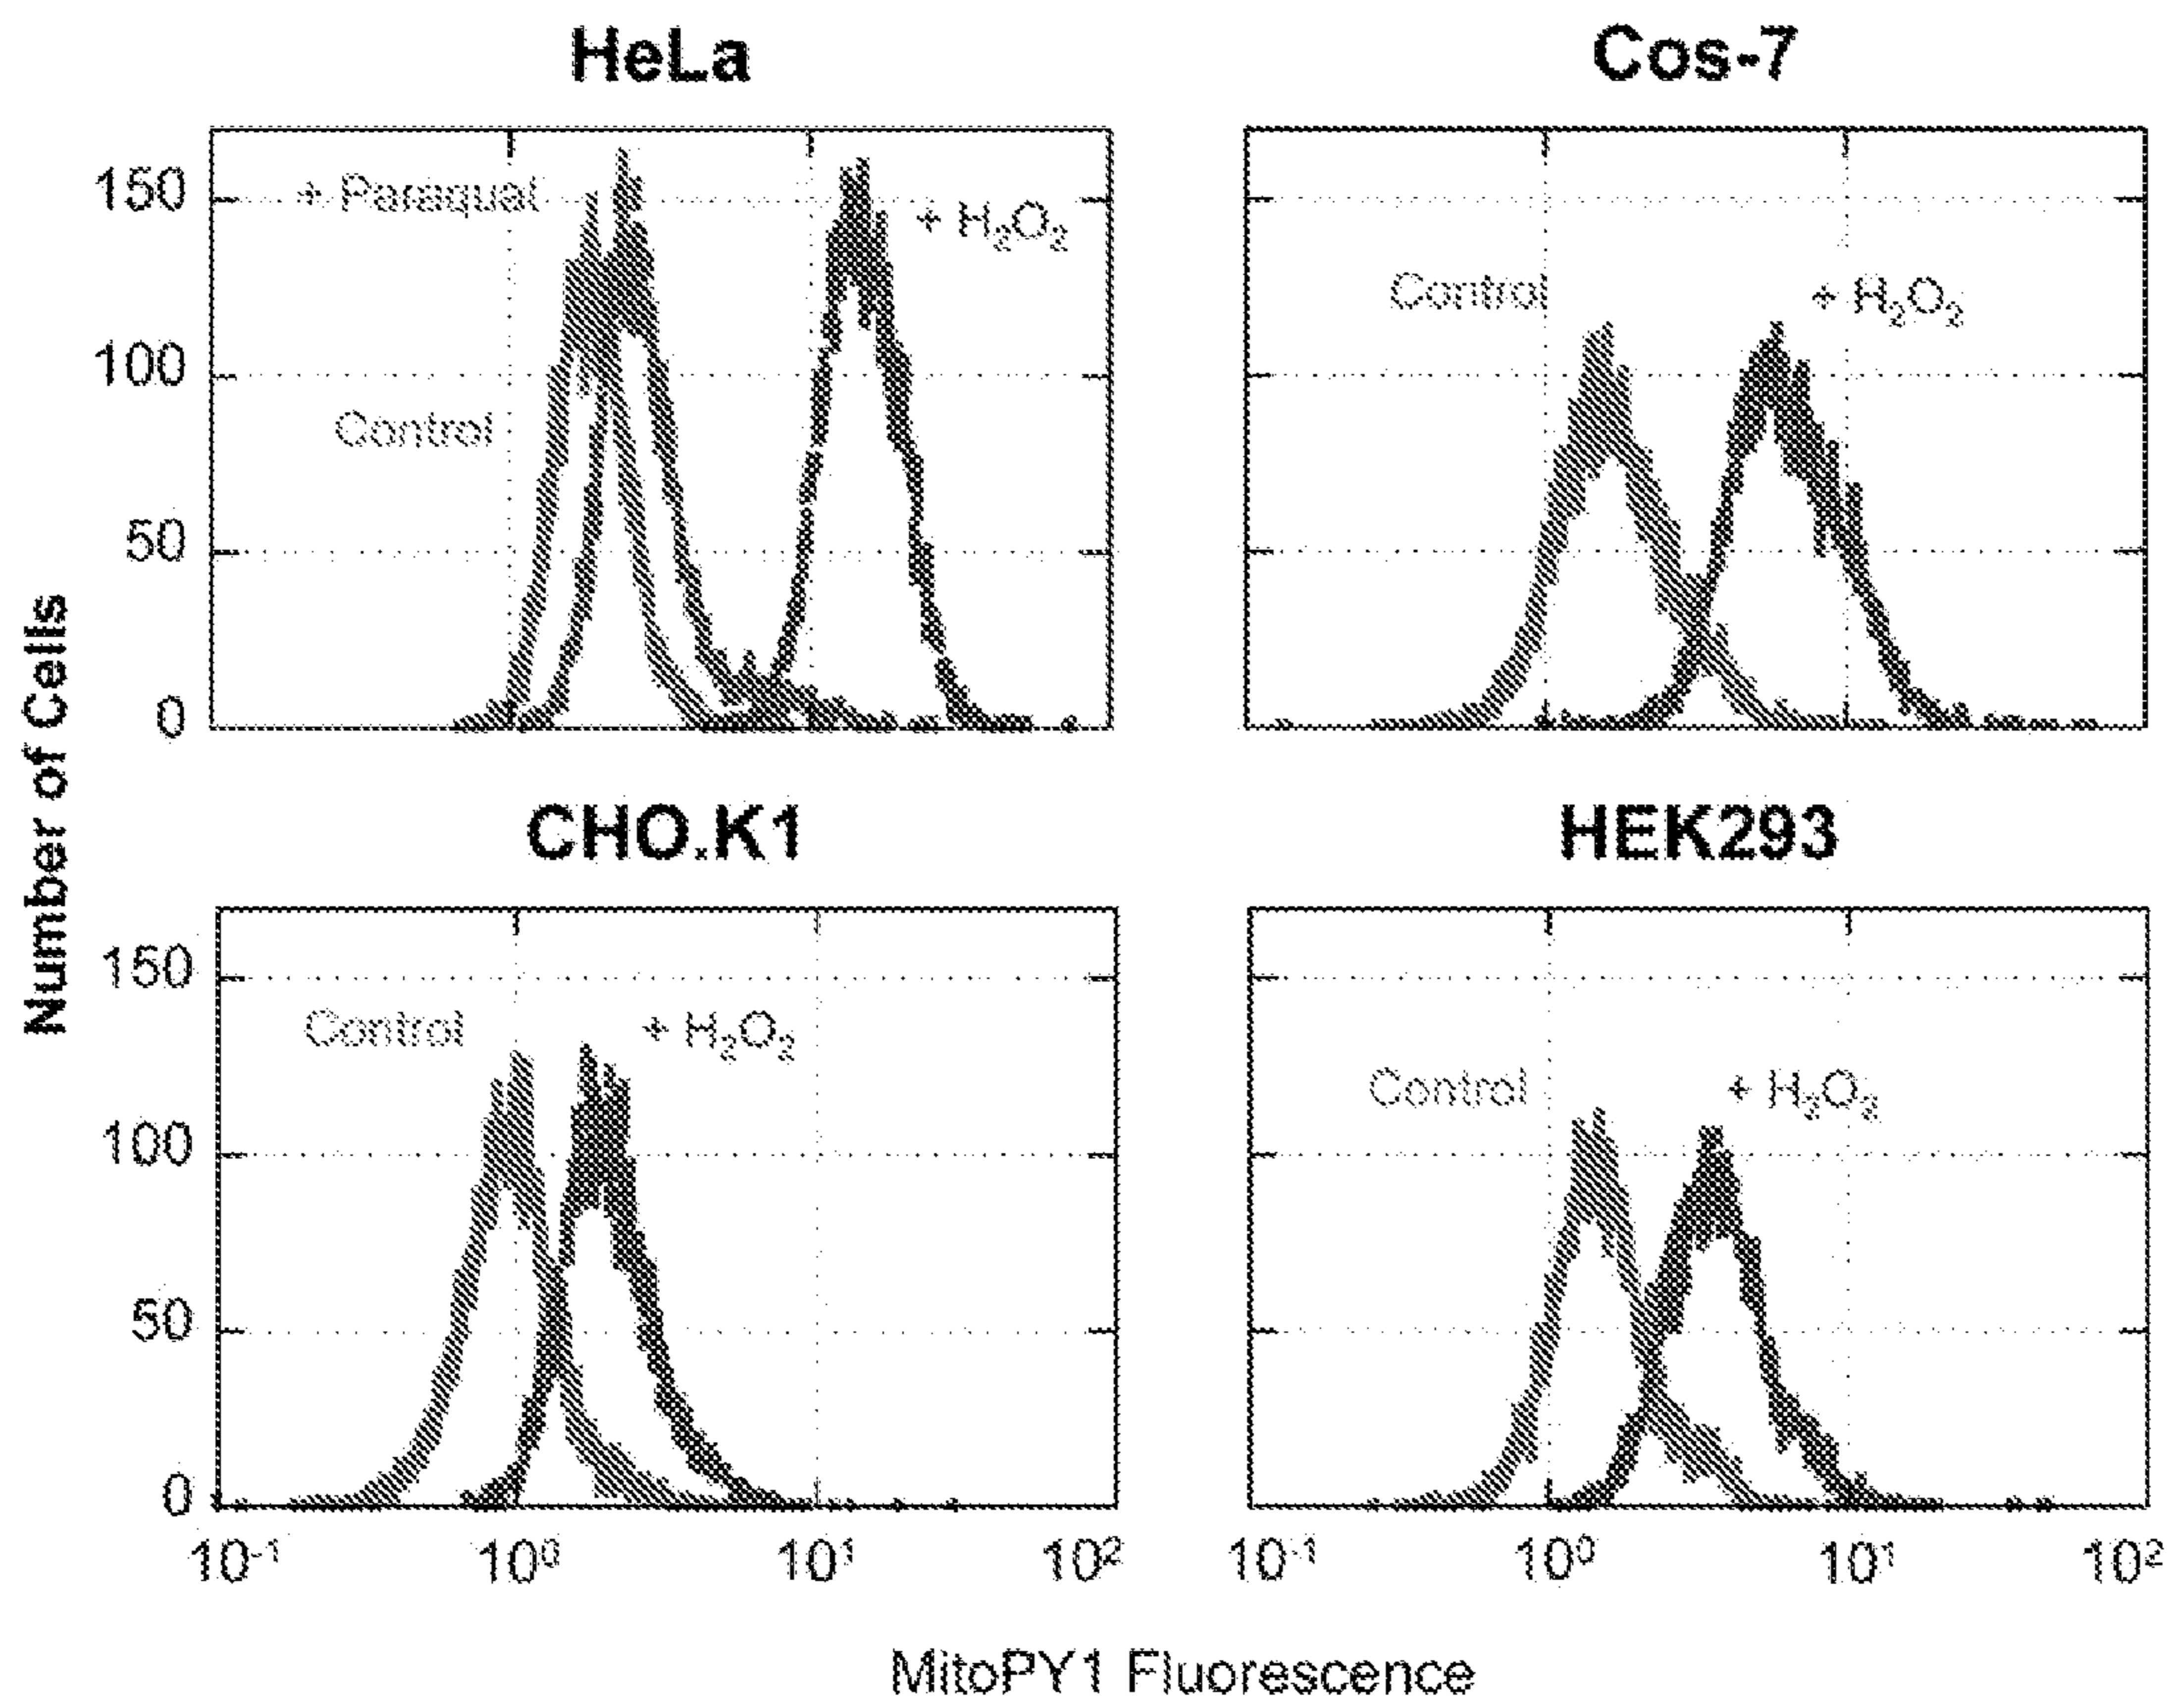 HeLa
Cos-7
150
100
50
0
+ Paraquat
Control
+ H₂O₂
Control
+ H₂O₂
Number of Cells
CHO.K1
HEK293
150
100
50
0
Control
+ H₂O₂
Control
+ H₂O₂
10⁻¹ 10⁰ 10¹ 10² 10⁻¹ 10⁰ 10¹ 10²
MitoPY1 Fluorescence